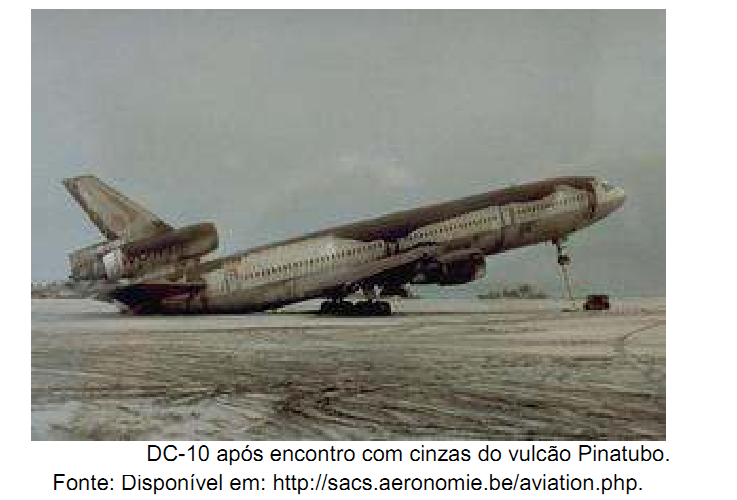 DC-10 após encontro com cinzas do vulcão Pinatubo.
Fonte: Disponível em: http://sacs.aeronomie.be/aviation.php.